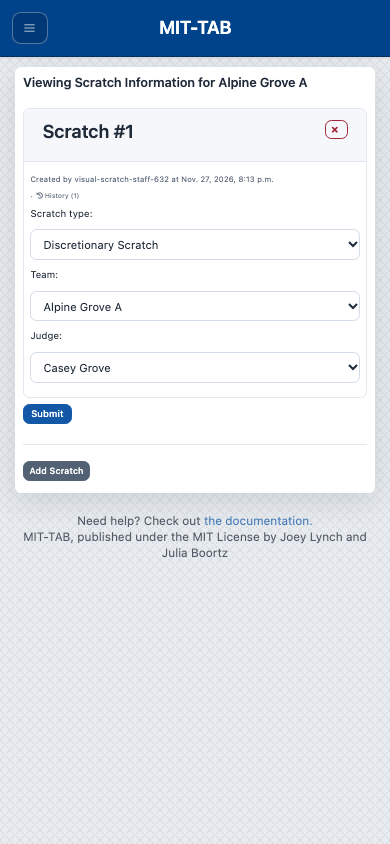 MIT-TAB
Viewing Scratch Information for Alpine Grove A
Scratch #1
Created by visual-scratch-staff-632 at Nov. 27, 2026, 8:13 p.m.
· History (1)
Scratch type:
Discretionary Scratch
Team:
Alpine Grove A
Judge:
Casey Grove
Submit
Add Scratch
Need help? Check out the documentation.
MIT-TAB, published under the MIT License by Joey Lynch and
Julia Boortz